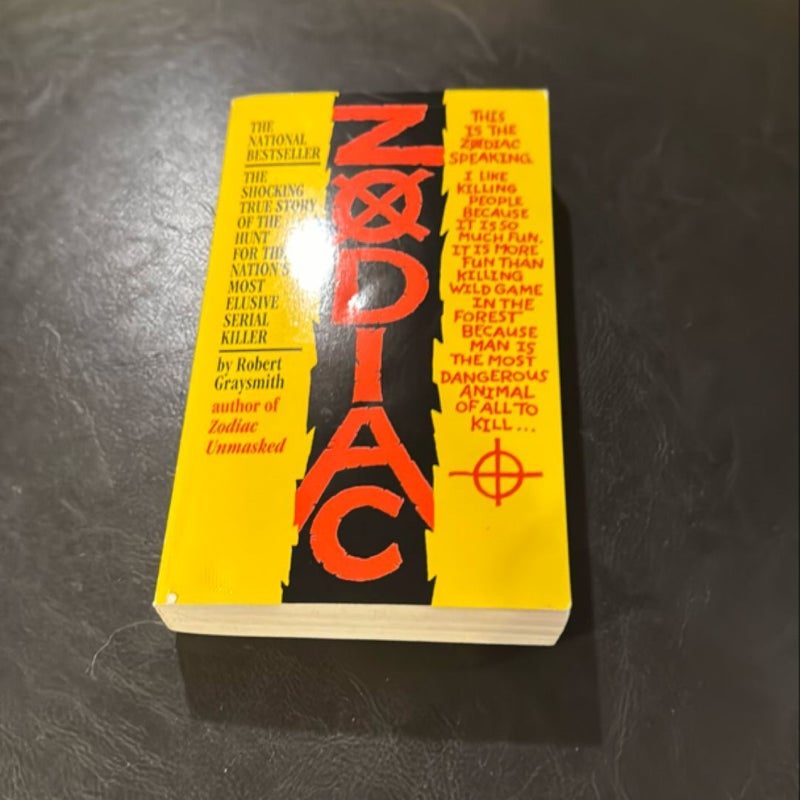 THE
NATIONAL
BESTSELLER
THE
SHOCKING
TRUE STORY
OF THE
HUNT
FOR THE
NATION'S
MOST
ELUSIVE
SERIAL
KILLER
by Robert
Graysmith
author of
Zodiac
Unmasked
ZODIAC
THIS
IS THE
ZODIAC
SPEAKING
I LIKE
KILLING
PEOPLE
BECAUSE
IT IS SO
MUCH FUN.
IT IS MORE
FUN THAN
KILLING
WILD GAME
IN THE
FOREST
BECAUSE
MAN IS
THE MOST
DANGEROUS
ANIMAL
OF ALL TO
KILL...